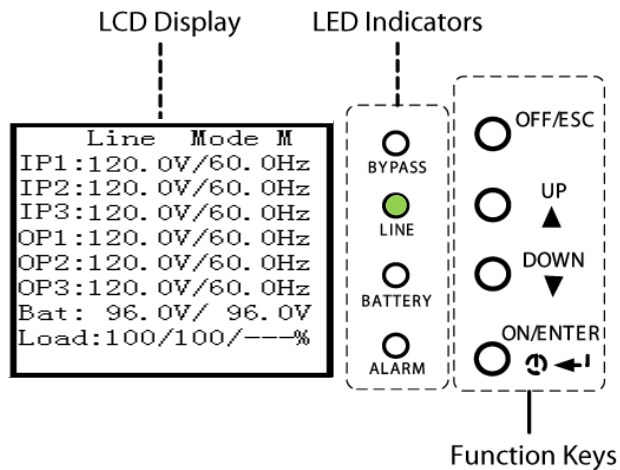 LCD Display
LED Indicators
Line Mode M
IP1:120.0V/60.0Hz
IP2:120.0V/60.0Hz
IP3:120.0V/60.0Hz
OP1:120.0V/60.0Hz
OP2:120.0V/60.0Hz
OP3:120.0V/60.0Hz
Bat: 96.0V/ 96.0V
Load:100/100/---%
BYPASS
LINE
BATTERY
ALARM
OFF/ESC
UP
DOWN
ON/ENTER
Function Keys